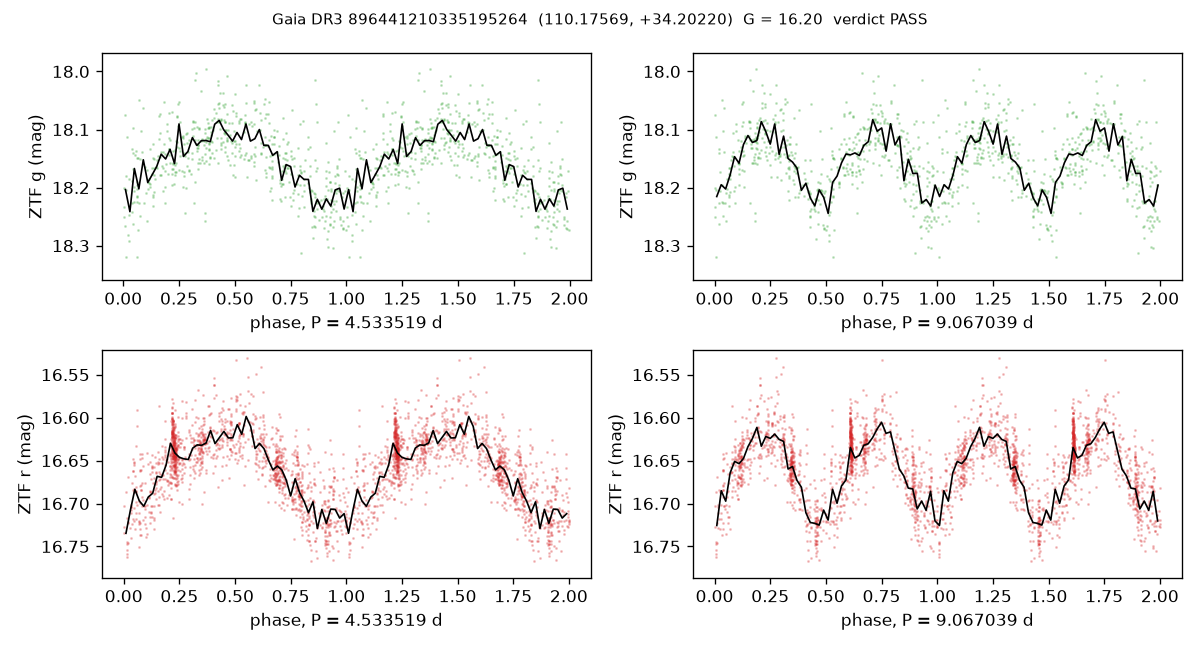 Gaia DR3 896441210335195264 (110.17569, +34.20220) G = 16.20 verdict PASS
ZTF g (mag)
18.0
18.1
18.2
18.3
0.00 0.25 0.50 0.75 1.00 1.25 1.50 1.75 2.00
phase, P = 4.533519 d
ZTF g (mag)
18.0
18.1
18.2
18.3
0.00 0.25 0.50 0.75 1.00 1.25 1.50 1.75 2.00
phase, P = 9.067039 d
ZTF r (mag)
16.55
16.60
16.65
16.70
16.75
0.00 0.25 0.50 0.75 1.00 1.25 1.50 1.75 2.00
phase, P = 4.533519 d
ZTF r (mag)
16.55
16.60
16.65
16.70
16.75
0.00 0.25 0.50 0.75 1.00 1.25 1.50 1.75 2.00
phase, P = 9.067039 d